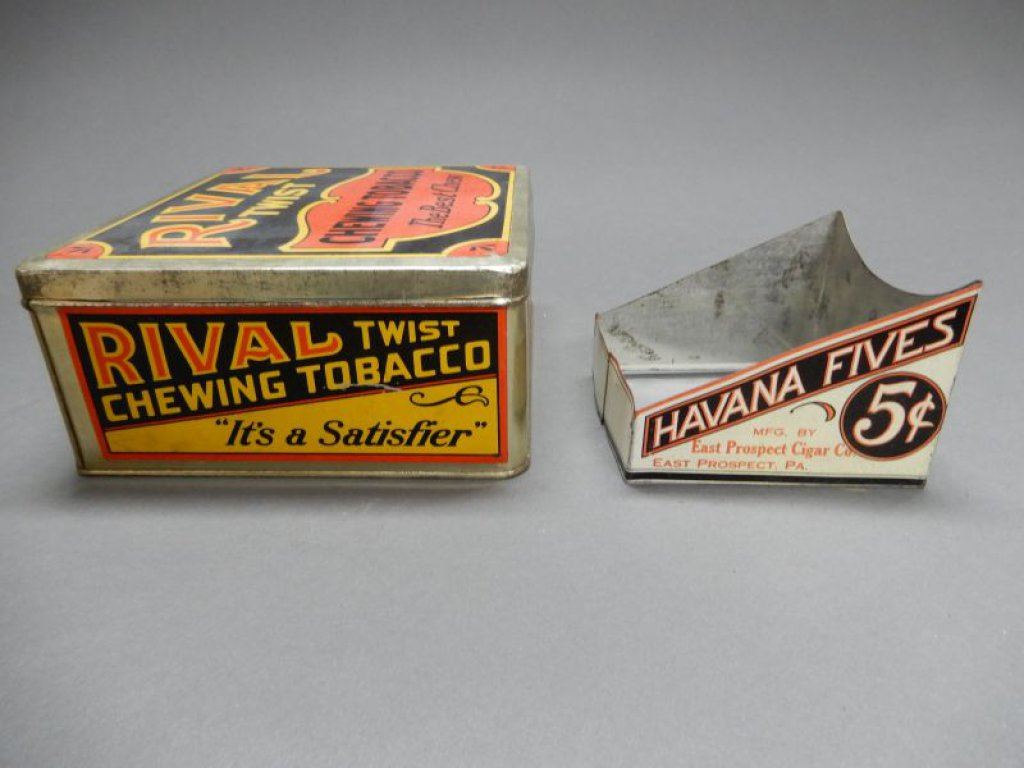 RIVAL
TWIST
CHEWING TOBACCO
The Best Chew
RIVAL TWIST
CHEWING TOBACCO
"It's a Satisfier"
HAVANA FIVES
5¢
MFG. BY
East Prospect Cigar Co.
EAST PROSPECT, PA.